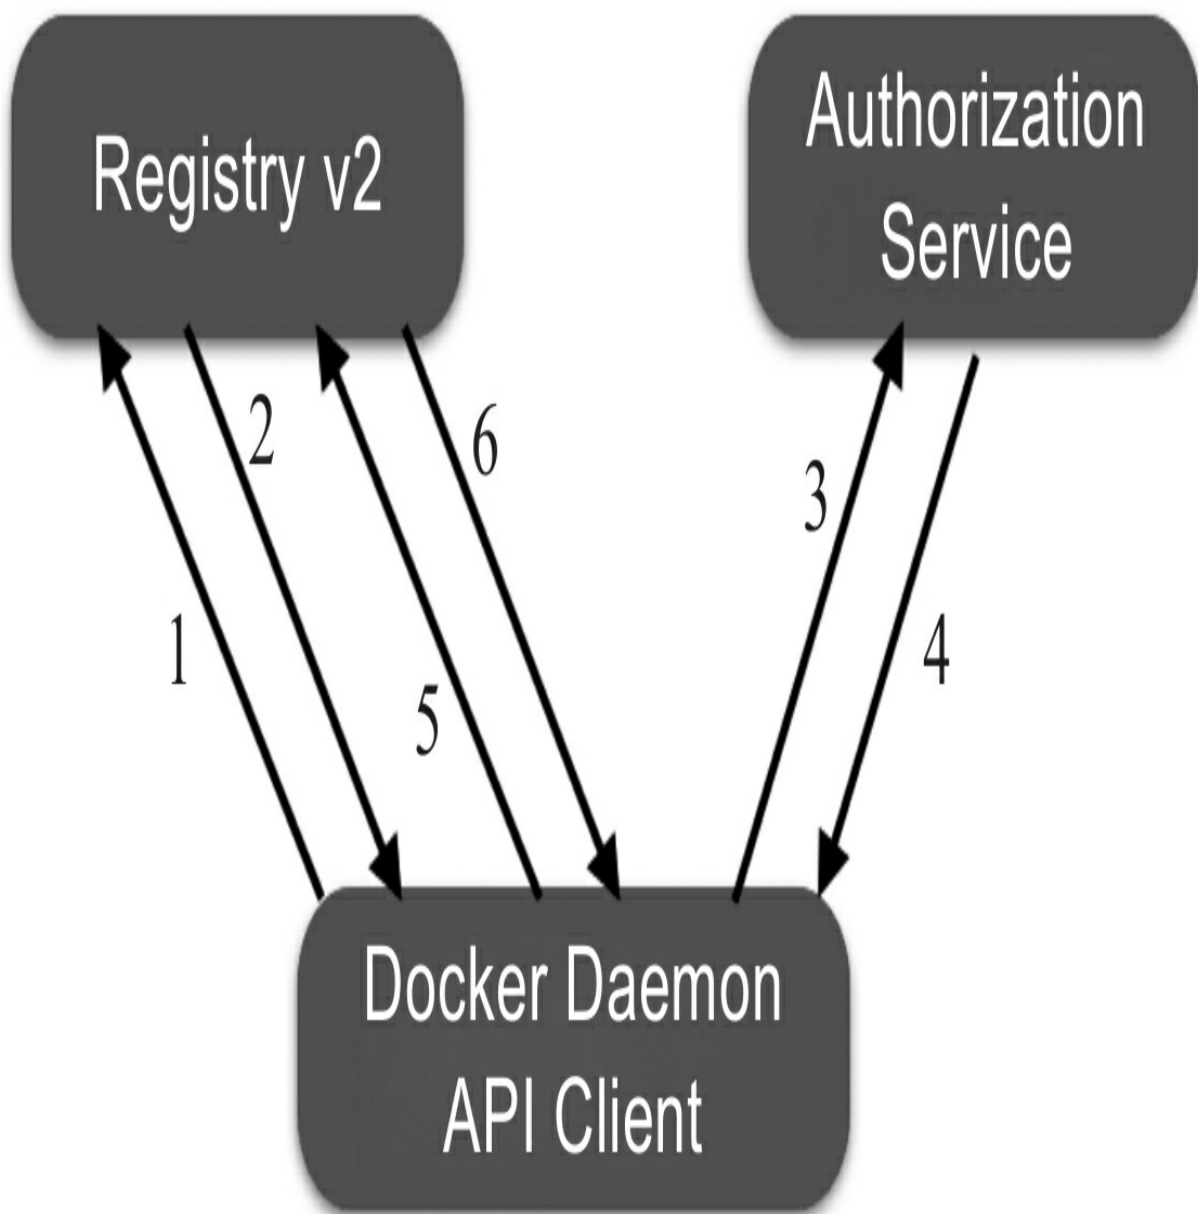 Registry v2
Authorization
Service
2
6
3
1
4
5
Docker Daemon
API Client